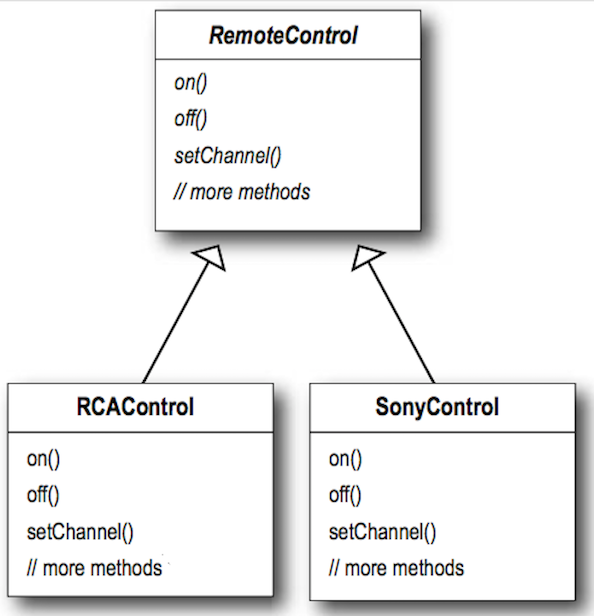 RemoteControl
on()
off()
setChannel()
// more methods
RCAControl
on()
off()
setChannel()
// more methods
SonyControl
on()
off()
setChannel()
// more methods